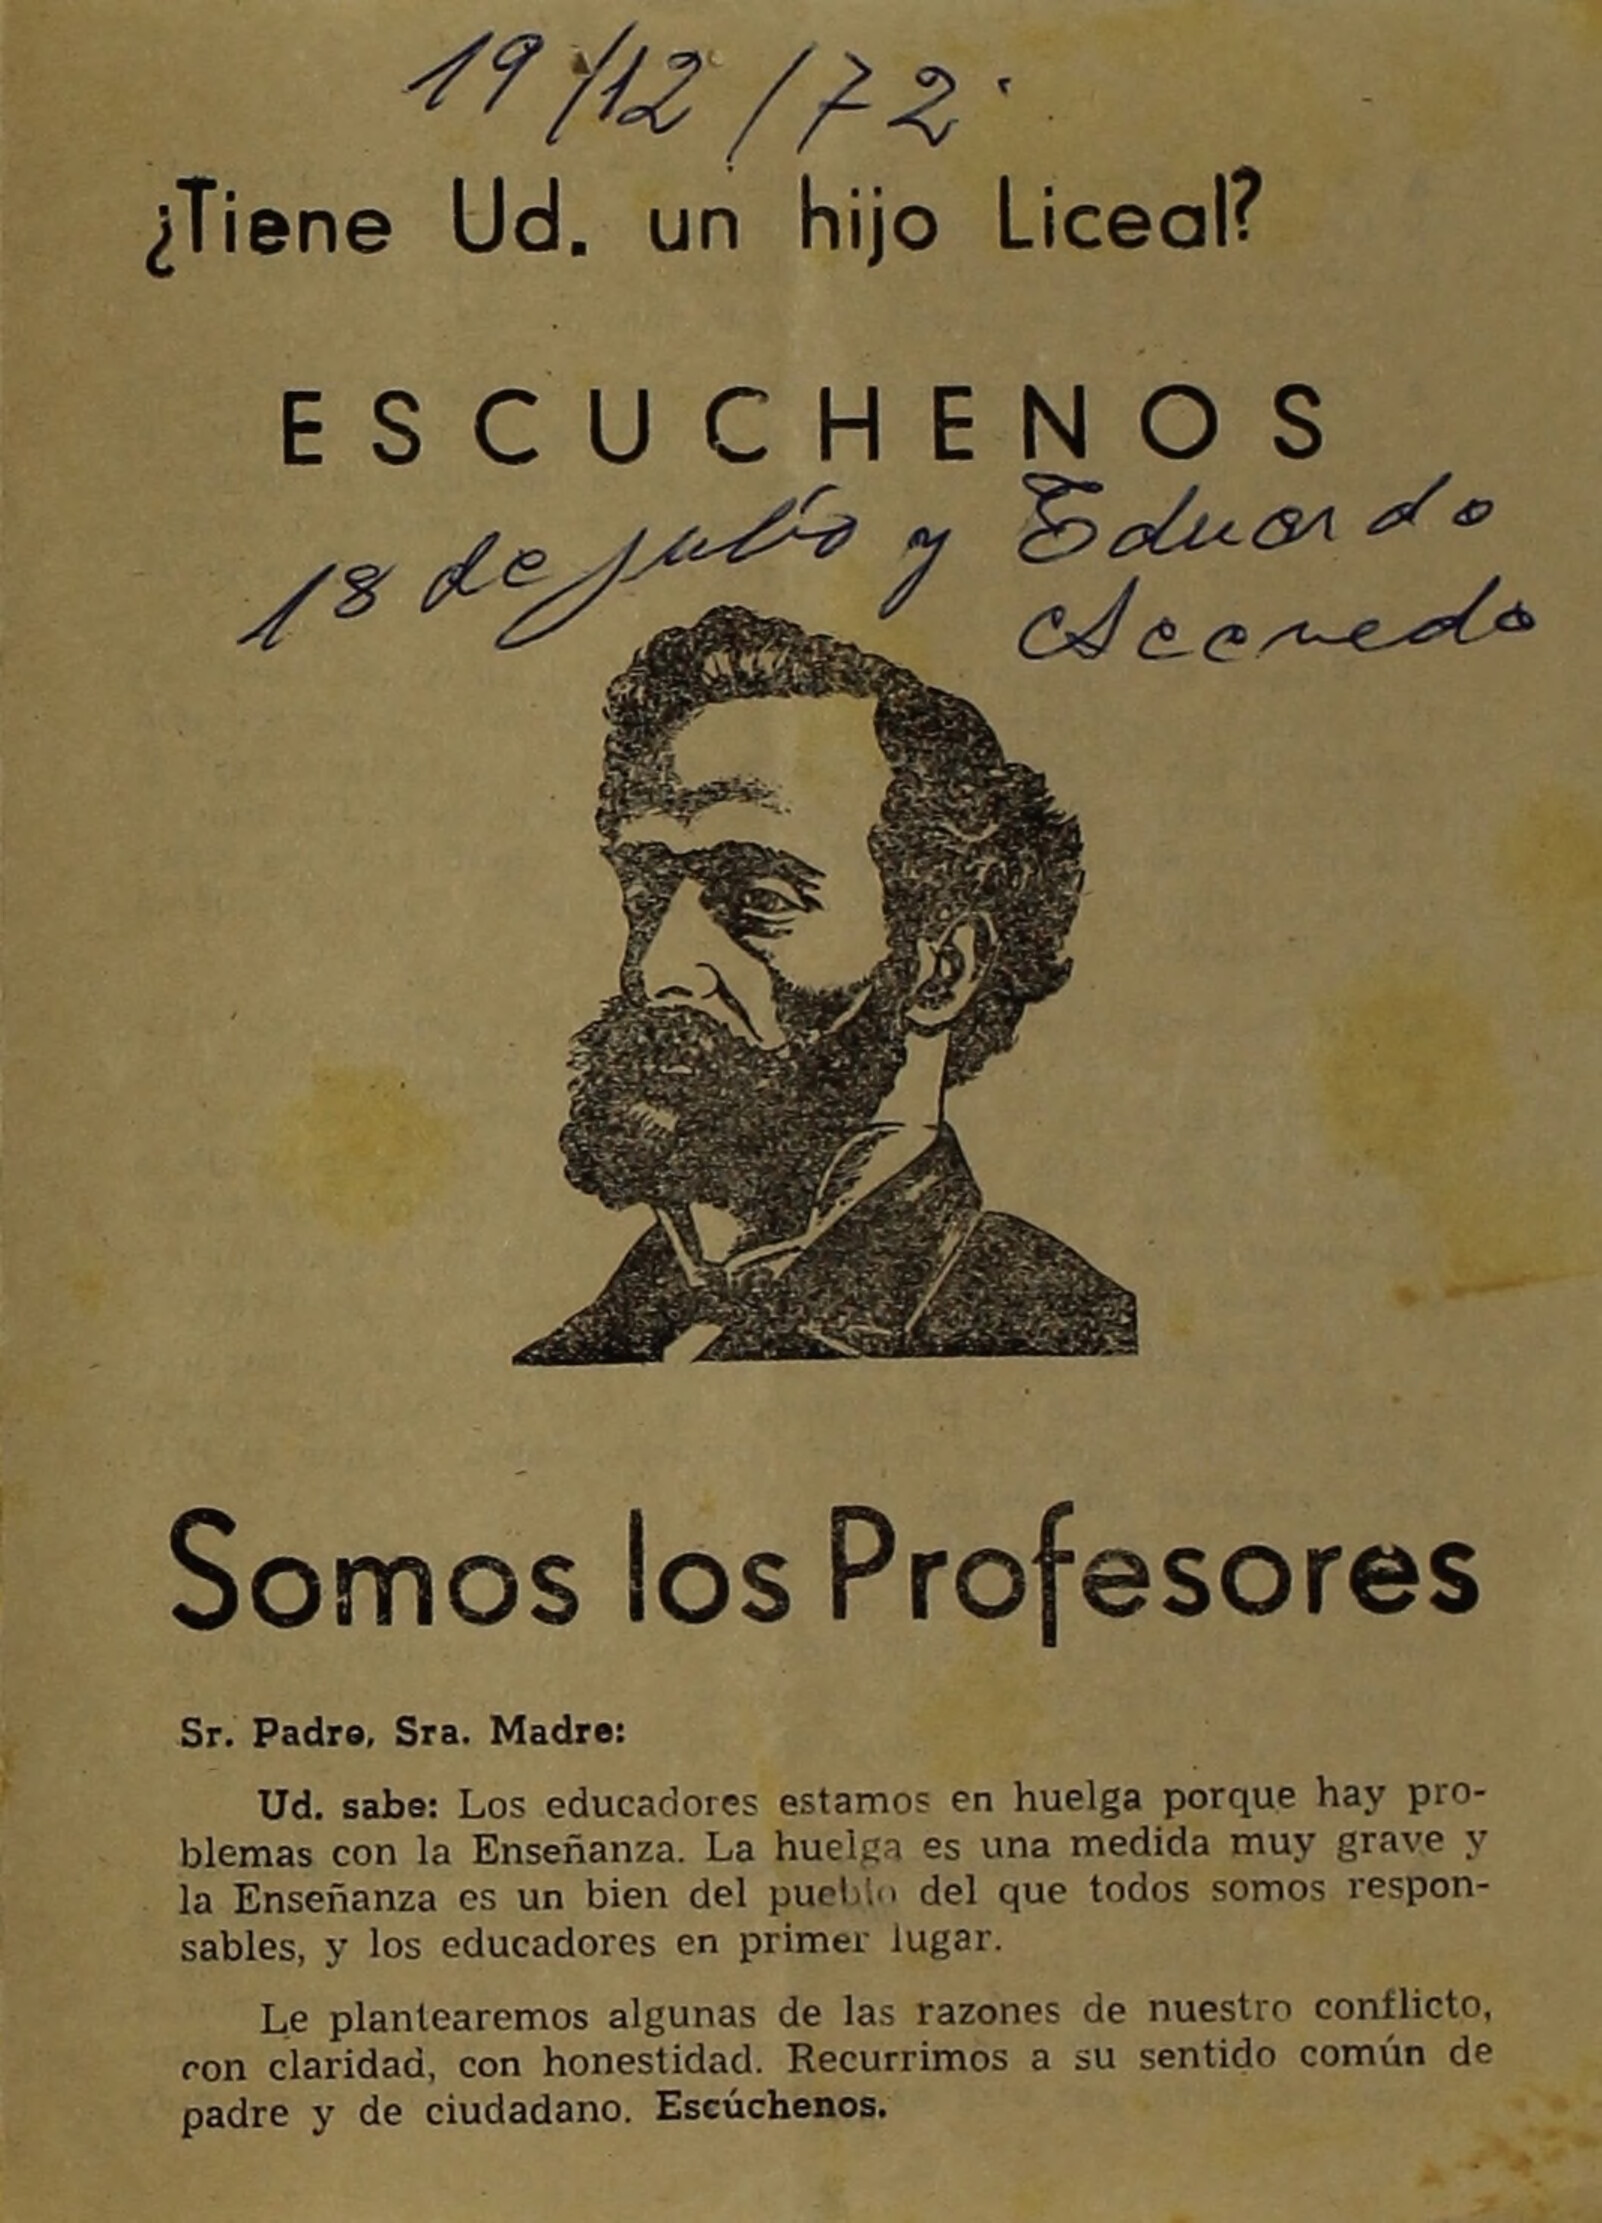 19/12/72.
¿Tiene Ud. un hijo Liceal?
ESCUCHENOS
18 de julio y Eduardo
Acevedo
Somos los Profesores
Sr. Padre, Sra. Madre:
Ud. sabe: Los educadores estamos en huelga porque hay pro-
blemas con la Enseñanza. La huelga es una medida muy grave y
la Enseñanza es un bien del pueblo del que todos somos respon-
sables, y los educadores en primer lugar.
Le plantearemos algunas de las razones de nuestro conflicto,
con claridad, con honestidad. Recurrimos a su sentido común de
padre y de ciudadano. Escúchenos.